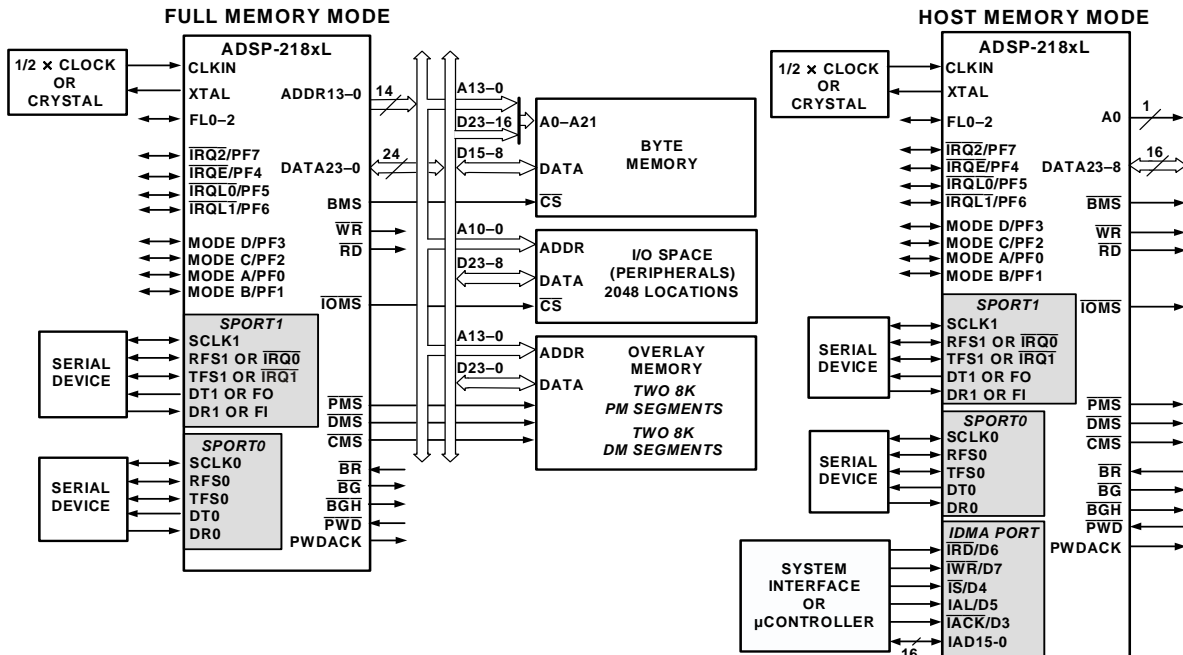 FULL MEMORY MODE
1/2 × CLOCK
OR
CRYSTAL
ADSP-218xL
CLKIN
XTAL
FL0–2
IRQ2/PF7
IRQE/PF4
IRQL0/PF5
IRQL1/PF6
MODE D/PF3
MODE C/PF2
MODE A/PF0
MODE B/PF1
ADDR13–0
14
DATA23–0
24
BMS
WR
RD
IOMS
SERIAL
DEVICE
SPORT1
SCLK1
RFS1 OR IRQ0
TFS1 OR IRQ1
DT1 OR FO
DR1 OR FI
PMS
DMS
CMS
SERIAL
DEVICE
SPORT0
SCLK0
RFS0
TFS0
DT0
DR0
BR
BG
BGH
PWD
PWDACK
A13–0
D23–16
D15–8
A0–A21
DATA
CS
BYTE
MEMORY
A10–0
D23–8
ADDR
DATA
CS
I/O SPACE
(PERIPHERALS)
2048 LOCATIONS
A13–0
D23–0
ADDR
DATA
OVERLAY
MEMORY
TWO 8K
PM SEGMENTS
TWO 8K
DM SEGMENTS
HOST MEMORY MODE
1/2 × CLOCK
OR
CRYSTAL
ADSP-218xL
CLKIN
XTAL
FL0–2
IRQ2/PF7
IRQE/PF4
IRQL0/PF5
IRQL1/PF6
MODE D/PF3
MODE C/PF2
MODE A/PF0
MODE B/PF1
A0
1
DATA23–8
16
BMS
WR
RD
IOMS
SERIAL
DEVICE
SPORT1
SCLK1
RFS1 OR IRQ0
TFS1 OR IRQ1
DT1 OR FO
DR1 OR FI
PMS
DMS
CMS
SERIAL
DEVICE
SPORT0
SCLK0
RFS0
TFS0
DT0
DR0
BR
BG
BGH
PWD
PWDACK
SYSTEM
INTERFACE
OR
µCONTROLLER
IDMA PORT
IRD/D6
IWR/D7
IS/D4
IAL/D5
IACK/D3
IAD15-0
16